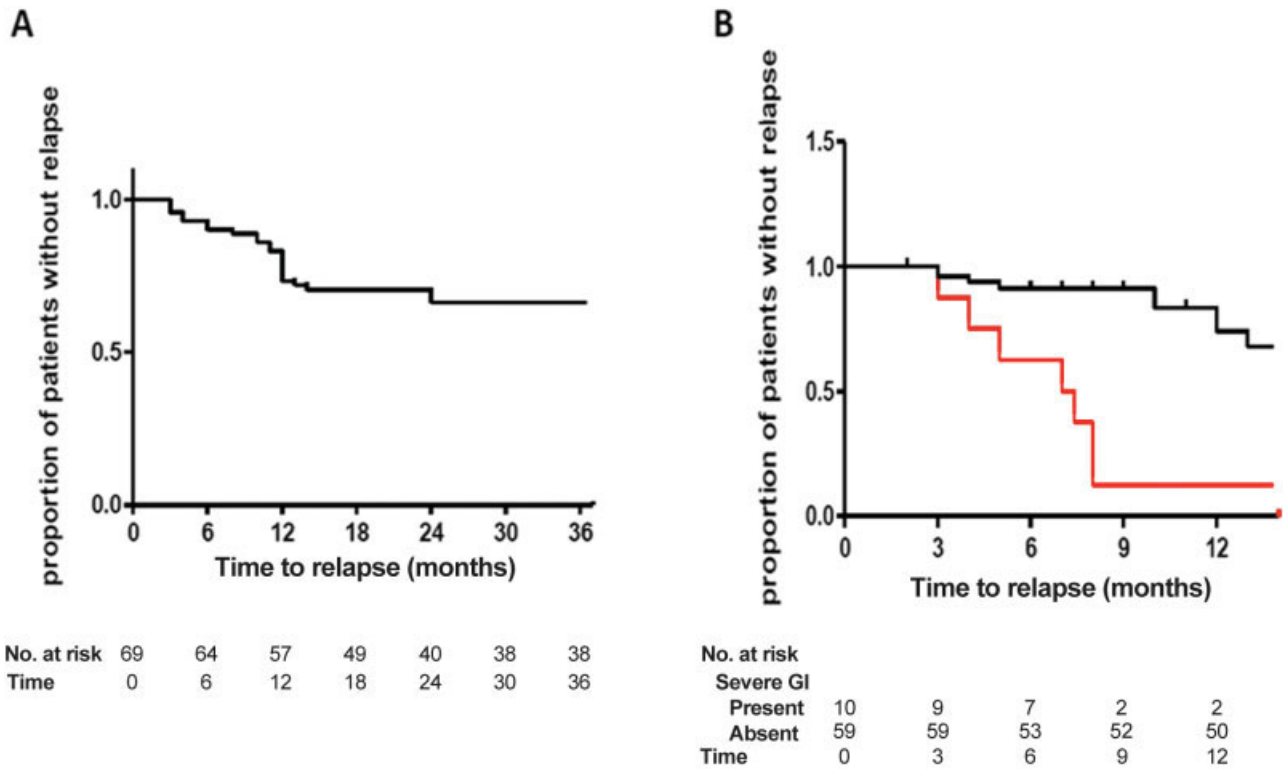 A
proportion of patients without relapse
1.0
0.5
0.0
0 6 12 18 24 30 36
Time to relapse (months)
No. at risk 69 64 57 49 40 38 38
Time 0 6 12 18 24 30 36
B
proportion of patients without relapse
1.5
1.0
0.5
0.0
0 3 6 9 12
Time to relapse (months)
No. at risk
Severe GI
Present 10 9 7 2 2
Absent 59 59 53 52 50
Time 0 3 6 9 12